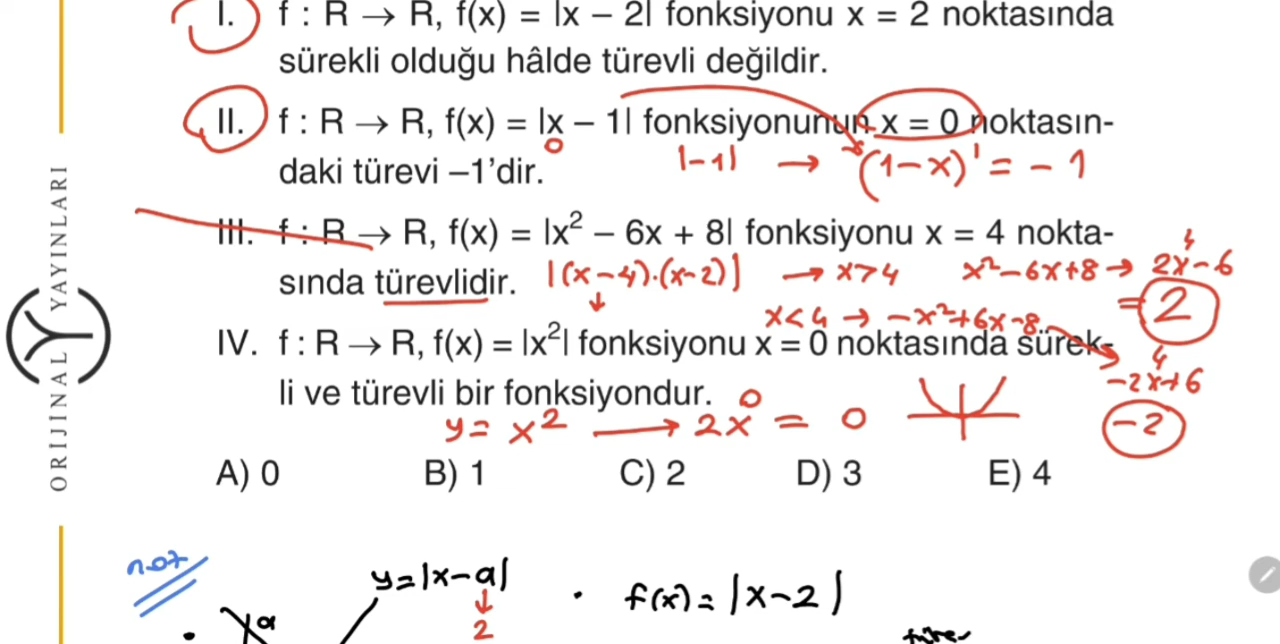 I. f : R → R, f(x) = |x – 2| fonksiyonu x = 2 noktasında
sürekli olduğu hâlde türevli değildir.
II. f : R → R, f(x) = |x – 1| fonksiyonunun x = 0 noktasın-
0
daki türevi –1'dir.
|-1| → (1-x)' = -1
III. f : R → R, f(x) = |x² – 6x + 8| fonksiyonu x = 4 nokta-
sında türevlidir.
|(x-4).(x-2)| → x>4 x²-6x+8 → 2x-6
4
= 2
x<4 → -x²+6x-8
IV. f : R → R, f(x) = |x²| fonksiyonu x = 0 noktasında sürek-
4
-2x+6
-2
li ve türevli bir fonksiyondur.
y= x² → 2x = 0
0
A) 0 B) 1 C) 2 D) 3 E) 4
ORİJİNAL YAYINLARI
not
y=|x-a|
2
• f(x)= |x-2|
a
türev